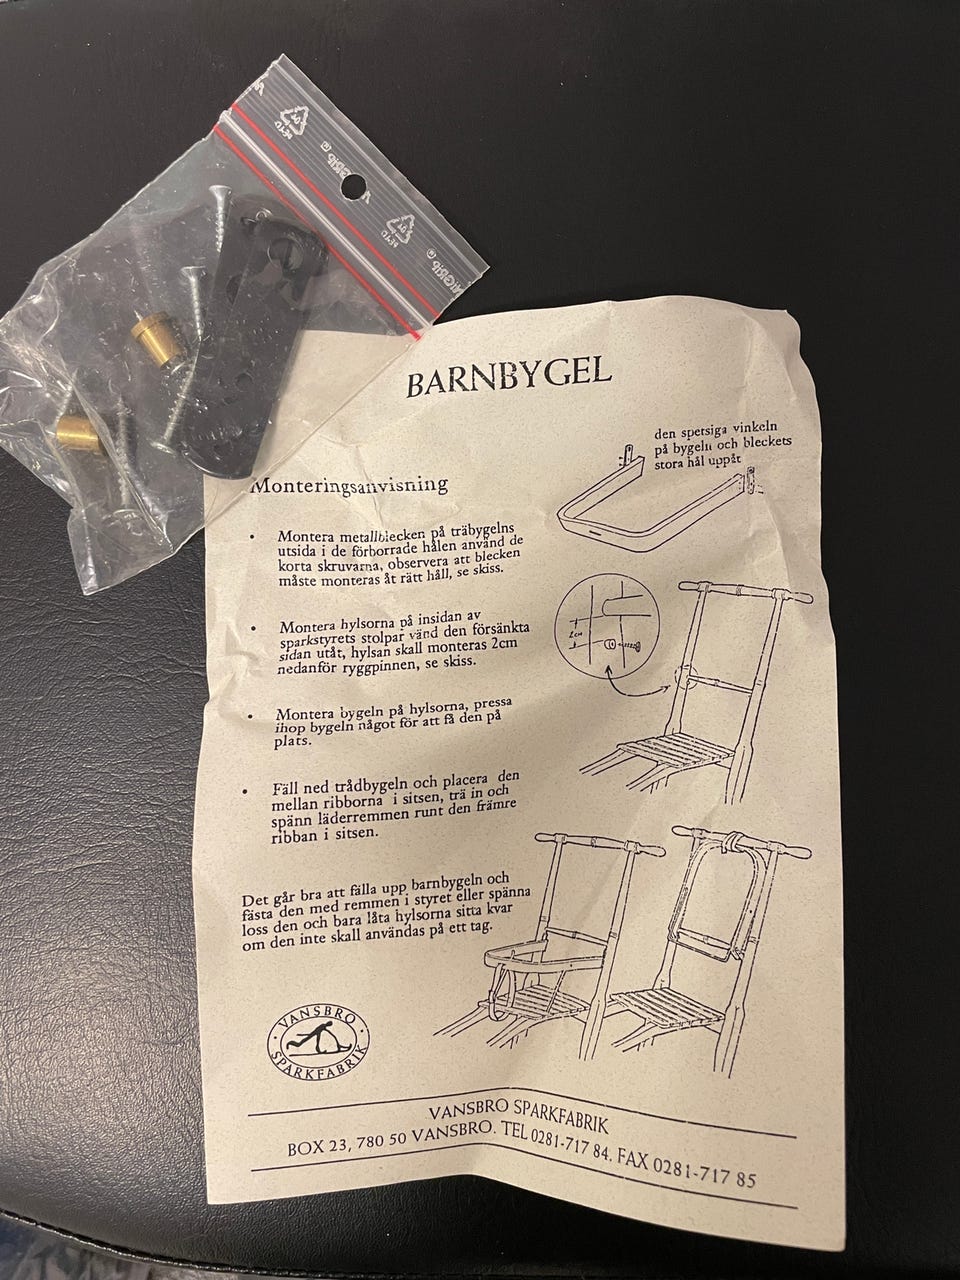 BARNBYGEL
den spetsiga vinkeln
på bygeln och bleckets
stora hål uppåt
Monteringsanvisning
• Montera metallblecken på träbygelns
utsida i de förborrade hålen använd de
korta skruvarna, observera att blecken
måste monteras åt rätt håll, se skiss.
• Montera hylsorna på insidan av
sparkstyrets stolpar vänd den försänkta
sidan utåt, hylsan skall monteras 2cm
nedanför ryggpinnen, se skiss.
2cm
• Montera bygeln på hylsorna, pressa
ihop bygeln något för att få den på
plats.
• Fäll ned trådbygeln och placera den
mellan ribborna i sitsen, trä in och
spänn läderremmen runt den främre
ribban i sitsen.
Det går bra att fälla upp barnbygeln och
fästa den med remmen i styret eller spänna
loss den och bara låta hylsorna sitta kvar
om den inte skall användas på ett tag.
VANSBRO
SPARKFABRIK
VANSBRO SPARKFABRIK
BOX 23, 780 50 VANSBRO. TEL 0281-717 84. FAX 0281-717 85